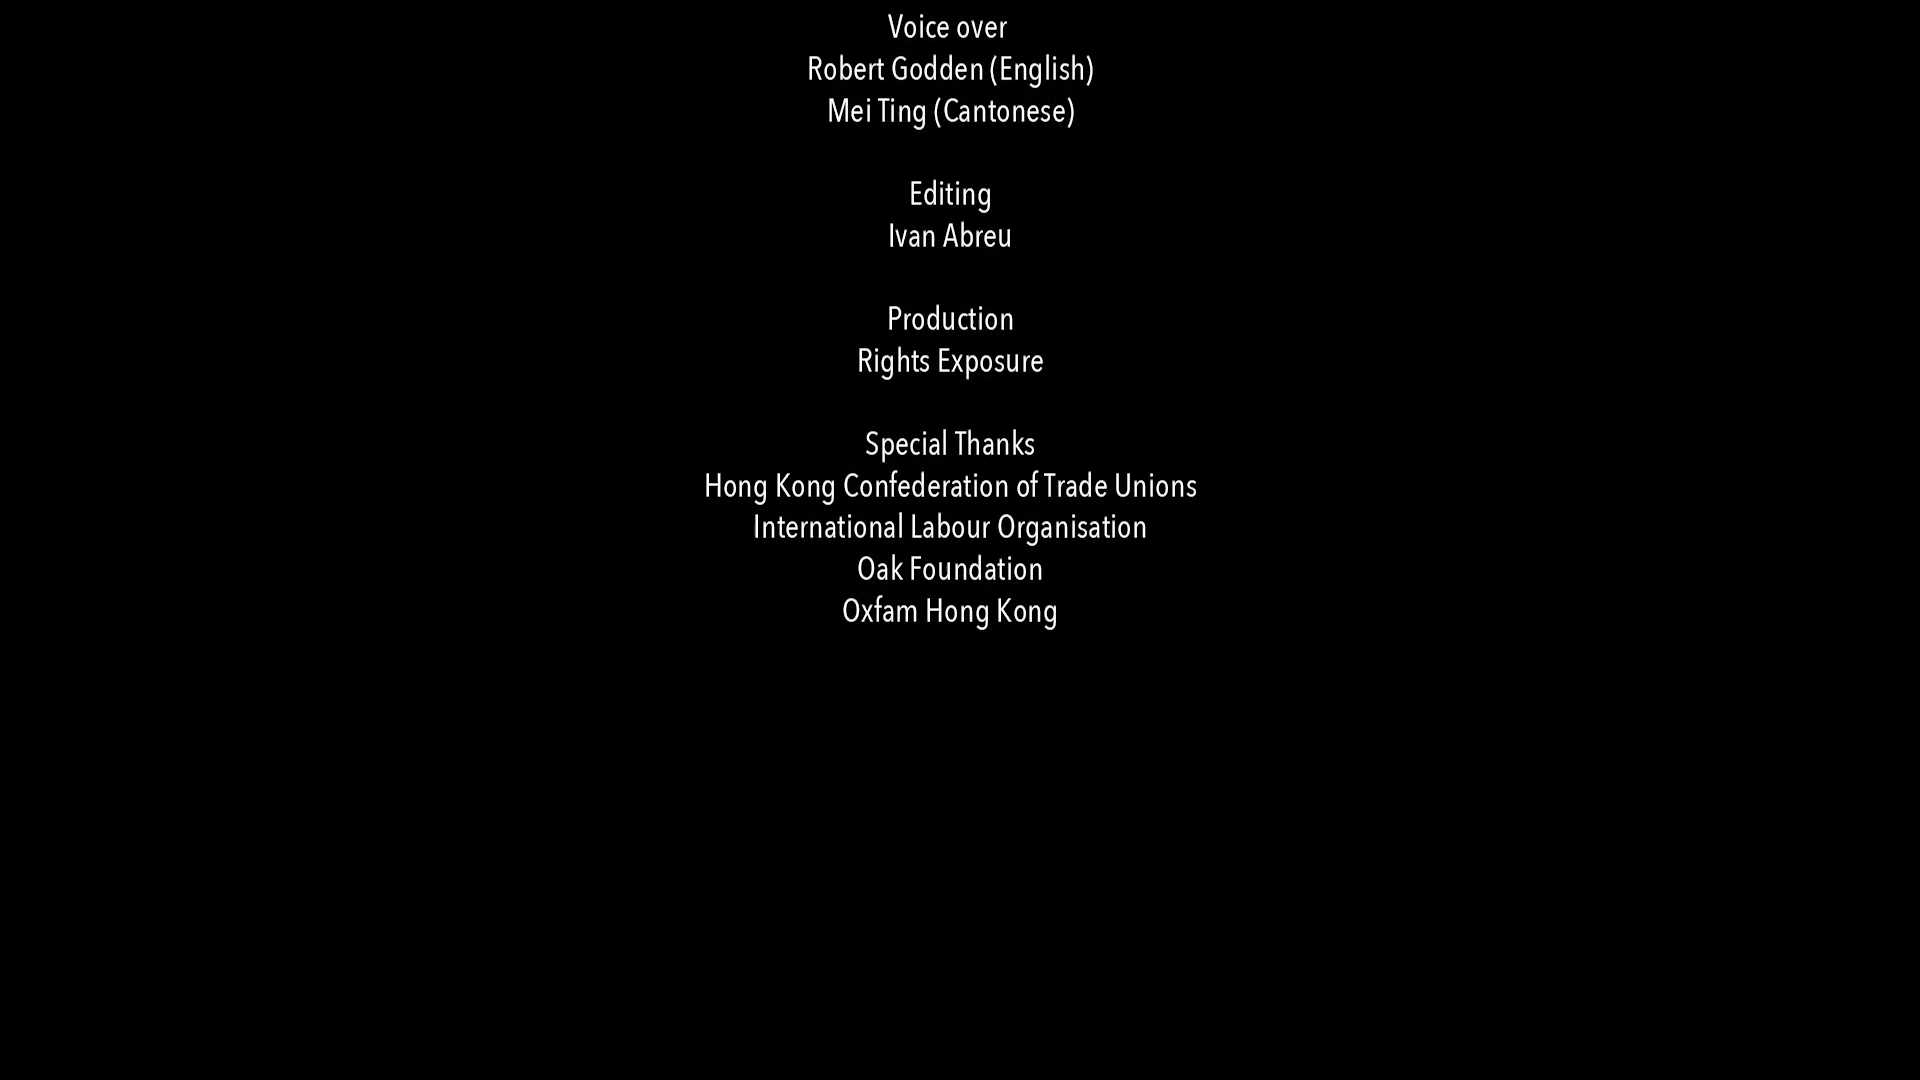 Voice over
Robert Godden (English)
Mei Ting (Cantonese)
Editing
Ivan Abreu
Production
Rights Exposure
Special Thanks
Hong Kong Confederation of Trade Unions
International Labour Organisation
Oak Foundation
Oxfam Hong Kong